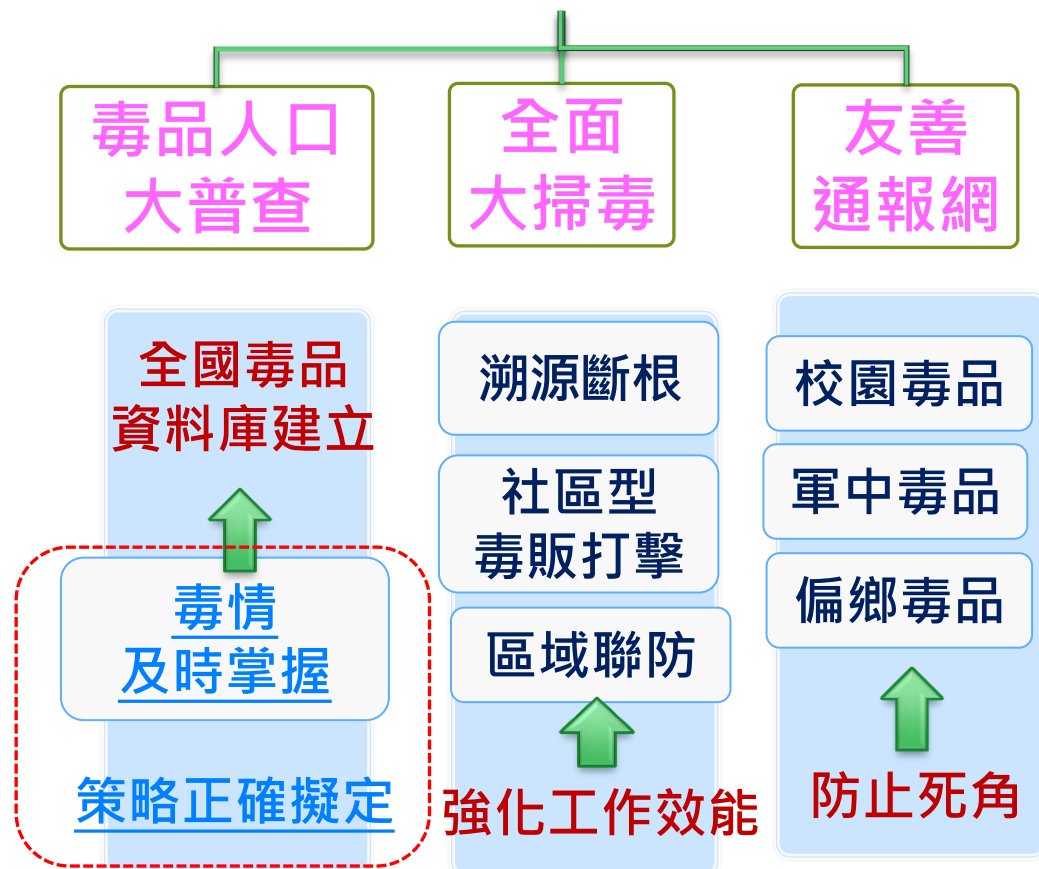 毒品人口
大普查
全國毒品
資料庫建立
毒情
及時掌握
策略正確擬定
全面
大掃毒
溯源斷根
社區型
毒販打擊
區域聯防
強化工作效能
友善
通報網
校園毒品
軍中毒品
偏鄉毒品
防止死角